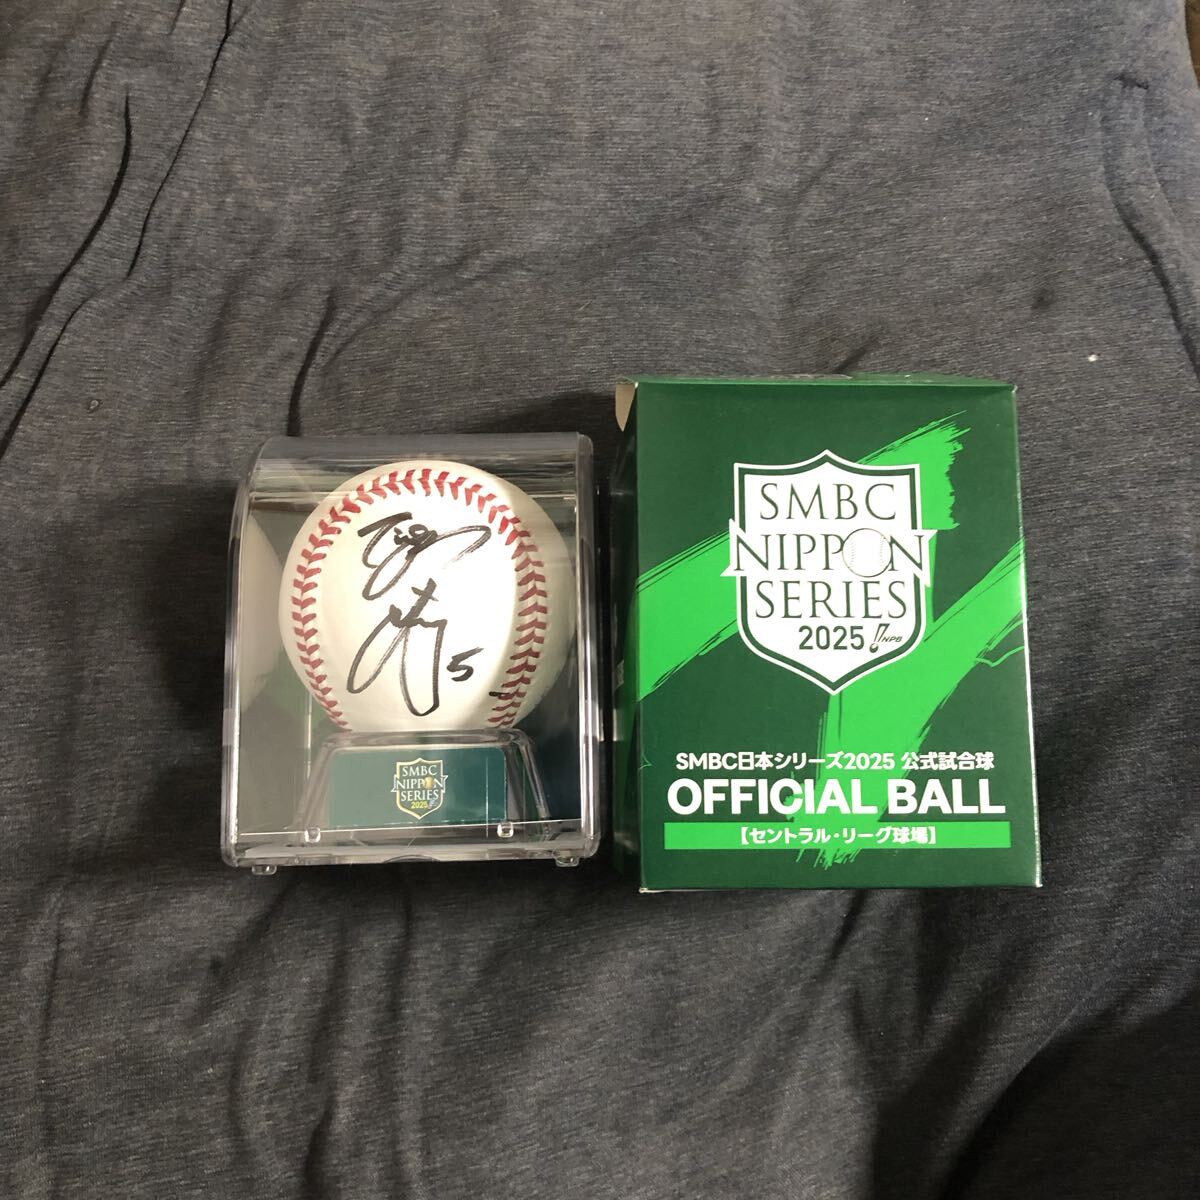 Tigers
5
SMBC
NIPPON
SERIES
2025
SMBC
NIPPON
SERIES
2025 NPB
SMBC日本シリーズ2025 公式試合球
OFFICIAL BALL
【セントラル・リーグ球場】